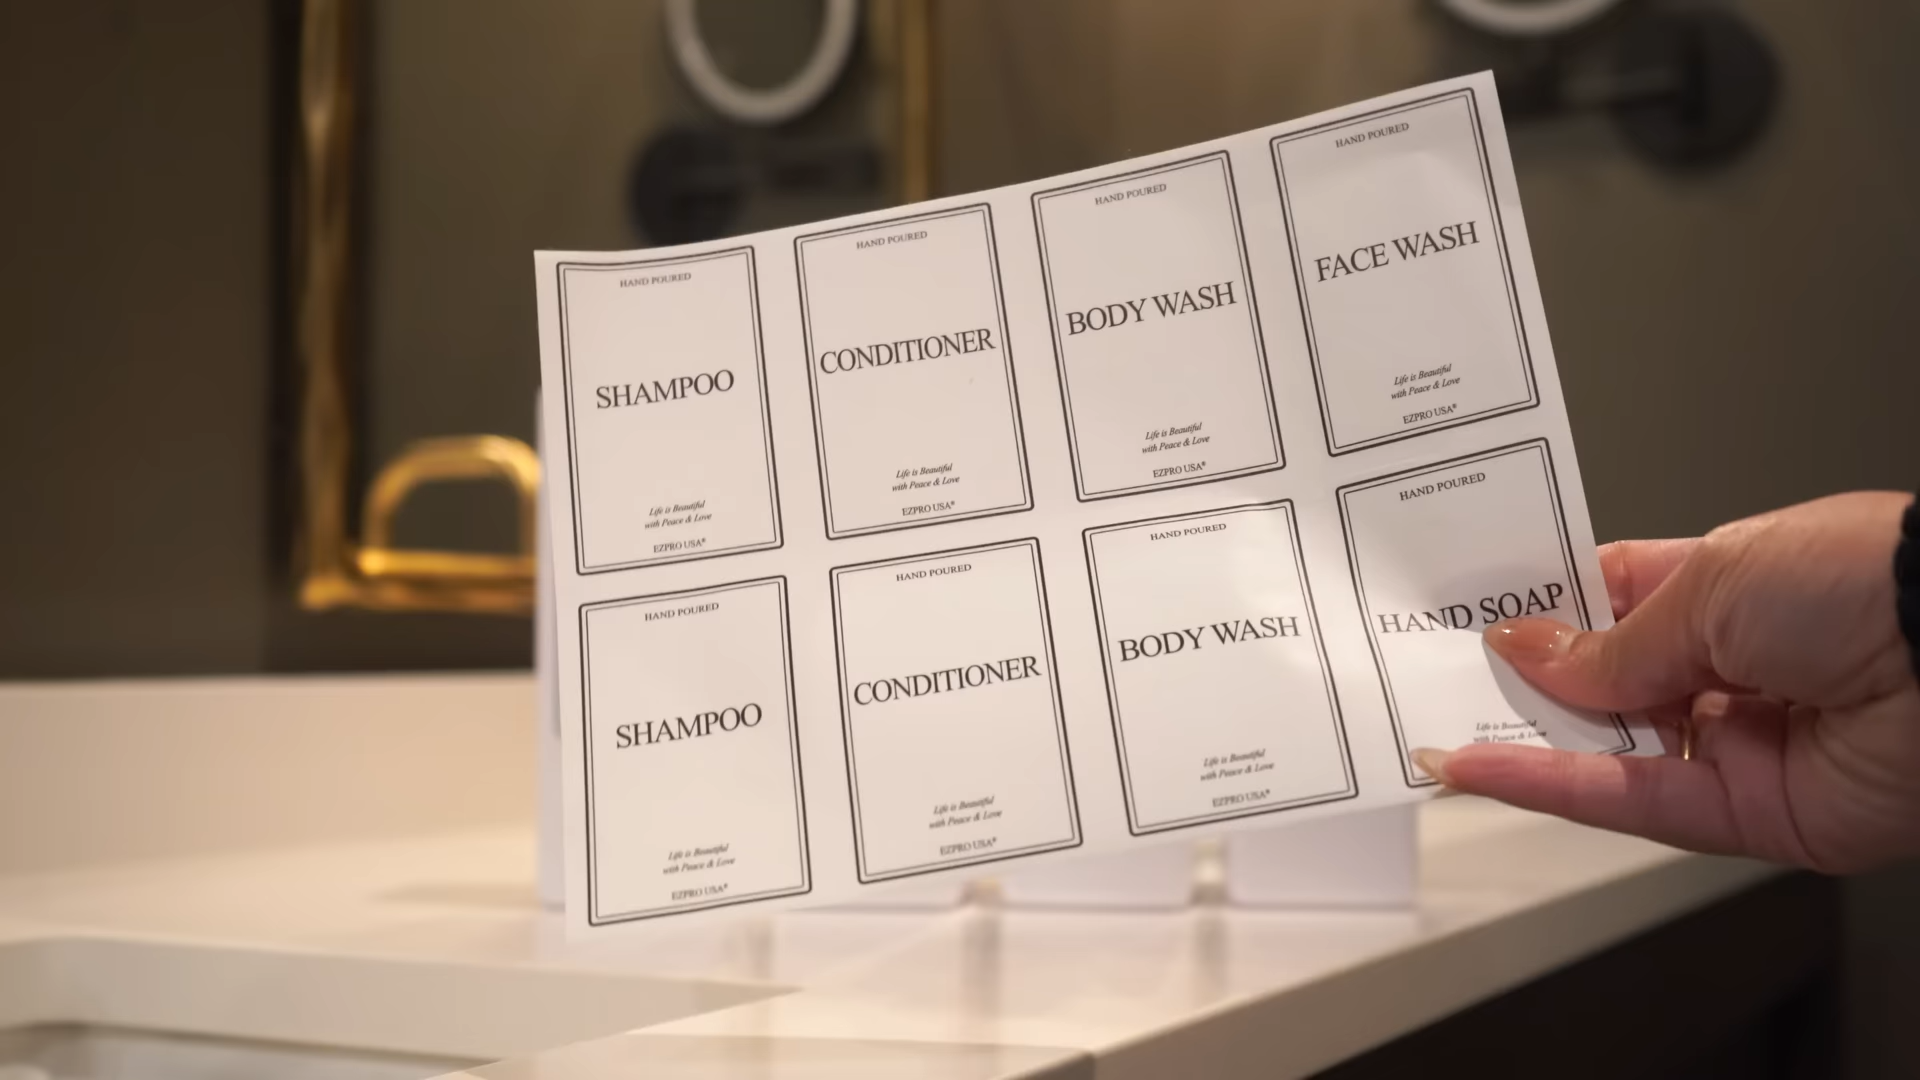 HAND POURED
SHAMPOO
Life is Beautiful
with Peace & Love
EZPRO USA®
HAND POURED
CONDITIONER
Life is Beautiful
with Peace & Love
EZPRO USA®
HAND POURED
BODY WASH
Life is Beautiful
with Peace & Love
EZPRO USA®
HAND POURED
FACE WASH
Life is Beautiful
with Peace & Love
EZPRO USA®
HAND POURED
SHAMPOO
Life is Beautiful
with Peace & Love
EZPRO USA®
HAND POURED
CONDITIONER
Life is Beautiful
with Peace & Love
EZPRO USA®
HAND POURED
BODY WASH
Life is Beautiful
with Peace & Love
EZPRO USA®
HAND POURED
HAND SOAP
Life is Beautiful
with Peace & Love